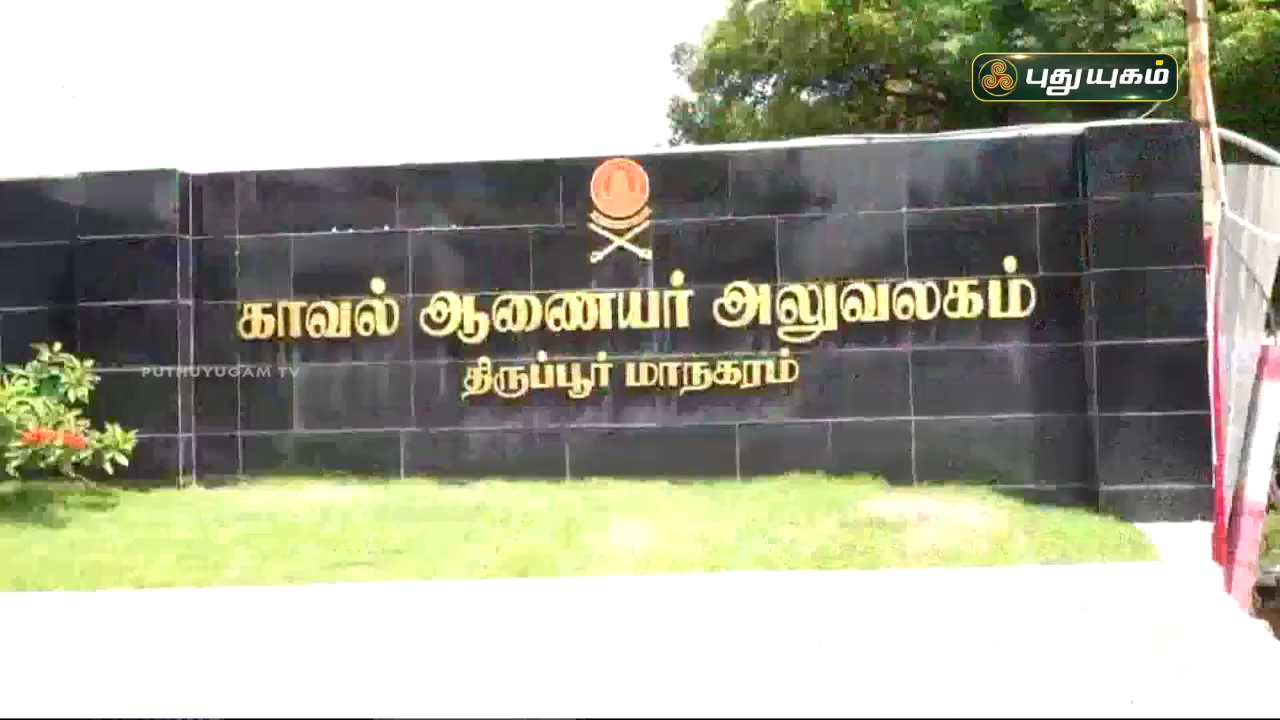 புதுயுகம்
காவல் ஆணையர் அலுவலகம்
திருப்பூர் மாநகரம்
PUTHUYUGAM TV